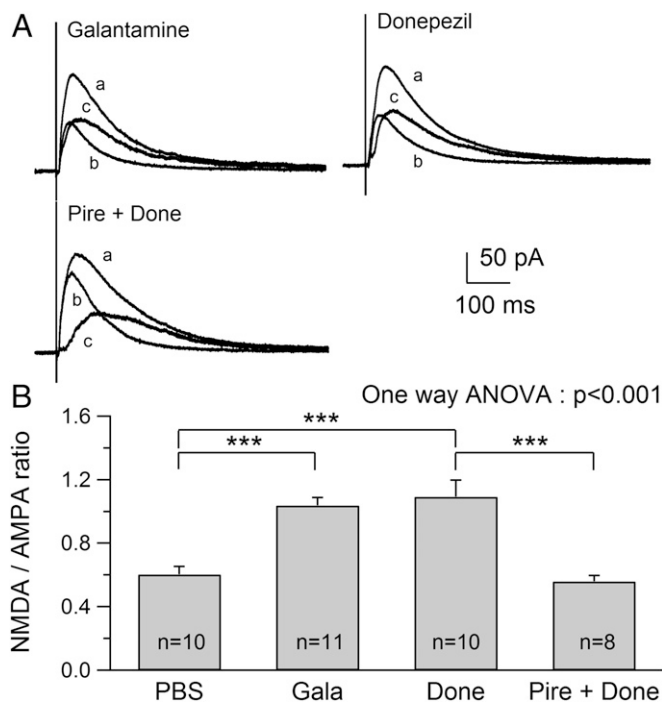 A
Galantamine
a
c
b
Donepezil
a
c
b
Pire + Done
a
b
c
50 pA
100 ms
B
One way ANOVA : p<0.001
NMDA / AMPA ratio
1.6
1.2
0.8
0.4
0.0
***
***
***
n=10
n=11
n=10
n=8
PBS
Gala
Done
Pire + Done